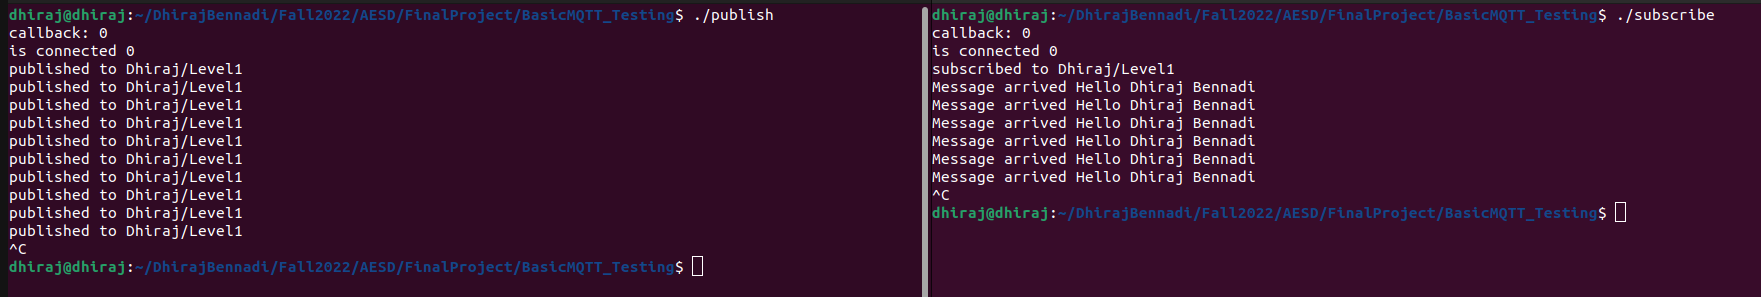 dhiraj@dhiraj:~/DhirajBennadi/Fall2022/AESD/FinalProject/BasicMQTT_Testing$ ./publish
callback: 0
is connected 0
published to Dhiraj/Level1
published to Dhiraj/Level1
published to Dhiraj/Level1
published to Dhiraj/Level1
published to Dhiraj/Level1
published to Dhiraj/Level1
published to Dhiraj/Level1
published to Dhiraj/Level1
published to Dhiraj/Level1
published to Dhiraj/Level1
^C
dhiraj@dhiraj:~/DhirajBennadi/Fall2022/AESD/FinalProject/BasicMQTT_Testing$
dhiraj@dhiraj:~/DhirajBennadi/Fall2022/AESD/FinalProject/BasicMQTT_Testing$ ./subscribe
callback: 0
is connected 0
subscribed to Dhiraj/Level1
Message arrived Hello Dhiraj Bennadi
Message arrived Hello Dhiraj Bennadi
Message arrived Hello Dhiraj Bennadi
Message arrived Hello Dhiraj Bennadi
Message arrived Hello Dhiraj Bennadi
Message arrived Hello Dhiraj Bennadi
^C
dhiraj@dhiraj:~/DhirajBennadi/Fall2022/AESD/FinalProject/BasicMQTT_Testing$